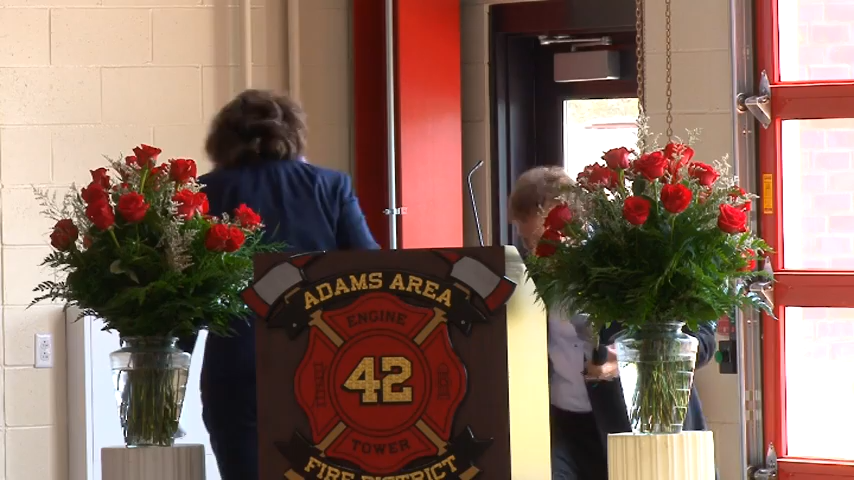 ADAMS AREA
ENGINE
42
TOWER
FIRE DISTRICT